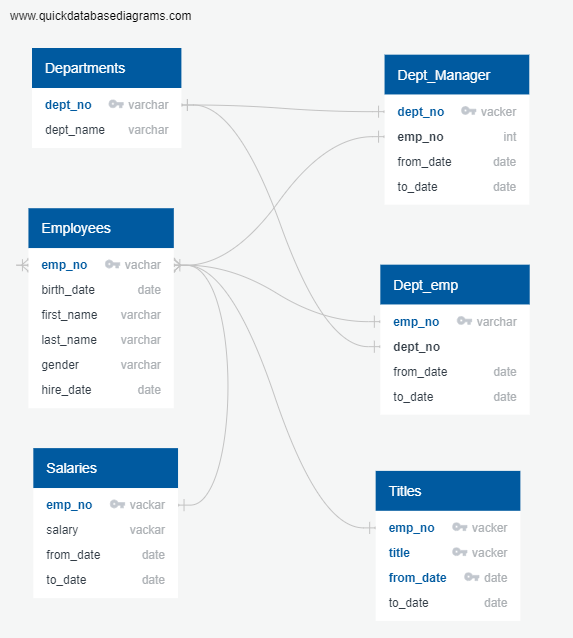 www.quickdatabasediagrams.com
Departments
dept_no varchar
dept_name varchar
Dept_Manager
dept_no vacker
emp_no int
from_date date
to_date date
Employees
emp_no vachar
birth_date date
first_name varchar
last_name varchar
gender varchar
hire_date date
Dept_emp
emp_no varchar
dept_no
from_date date
to_date date
Salaries
emp_no vackar
salary vackar
from_date date
to_date date
Titles
emp_no vacker
title vacker
from_date date
to_date date